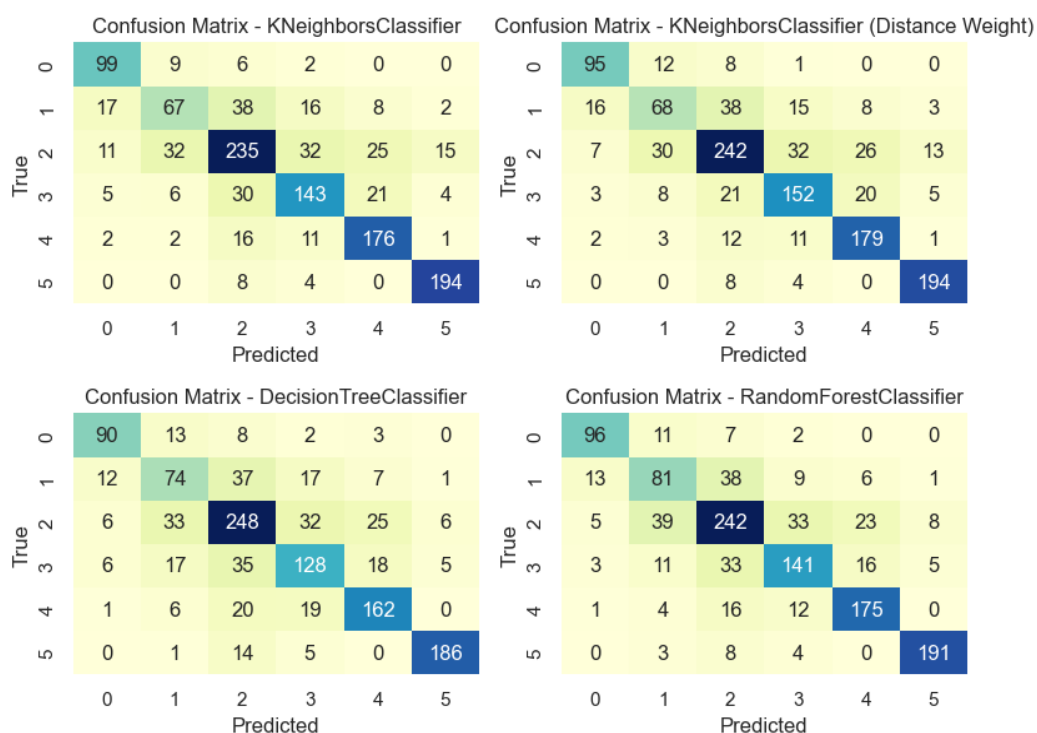 Confusion Matrix - KNeighborsClassifier
0 99 9 6 2 0 0
1 17 67 38 16 8 2
2 11 32 235 32 25 15
3 5 6 30 143 21 4
4 2 2 16 11 176 1
5 0 0 8 4 0 194
True
0 1 2 3 4 5
Predicted
Confusion Matrix - KNeighborsClassifier (Distance Weight)
0 95 12 8 1 0 0
1 16 68 38 15 8 3
2 7 30 242 32 26 13
3 3 8 21 152 20 5
4 2 3 12 11 179 1
5 0 0 8 4 0 194
True
0 1 2 3 4 5
Predicted
Confusion Matrix - DecisionTreeClassifier
0 90 13 8 2 3 0
1 12 74 37 17 7 1
2 6 33 248 32 25 6
3 6 17 35 128 18 5
4 1 6 20 19 162 0
5 0 1 14 5 0 186
True
0 1 2 3 4 5
Predicted
Confusion Matrix - RandomForestClassifier
0 96 11 7 2 0 0
1 13 81 38 9 6 1
2 5 39 242 33 23 8
3 3 11 33 141 16 5
4 1 4 16 12 175 0
5 0 3 8 4 0 191
True
0 1 2 3 4 5
Predicted